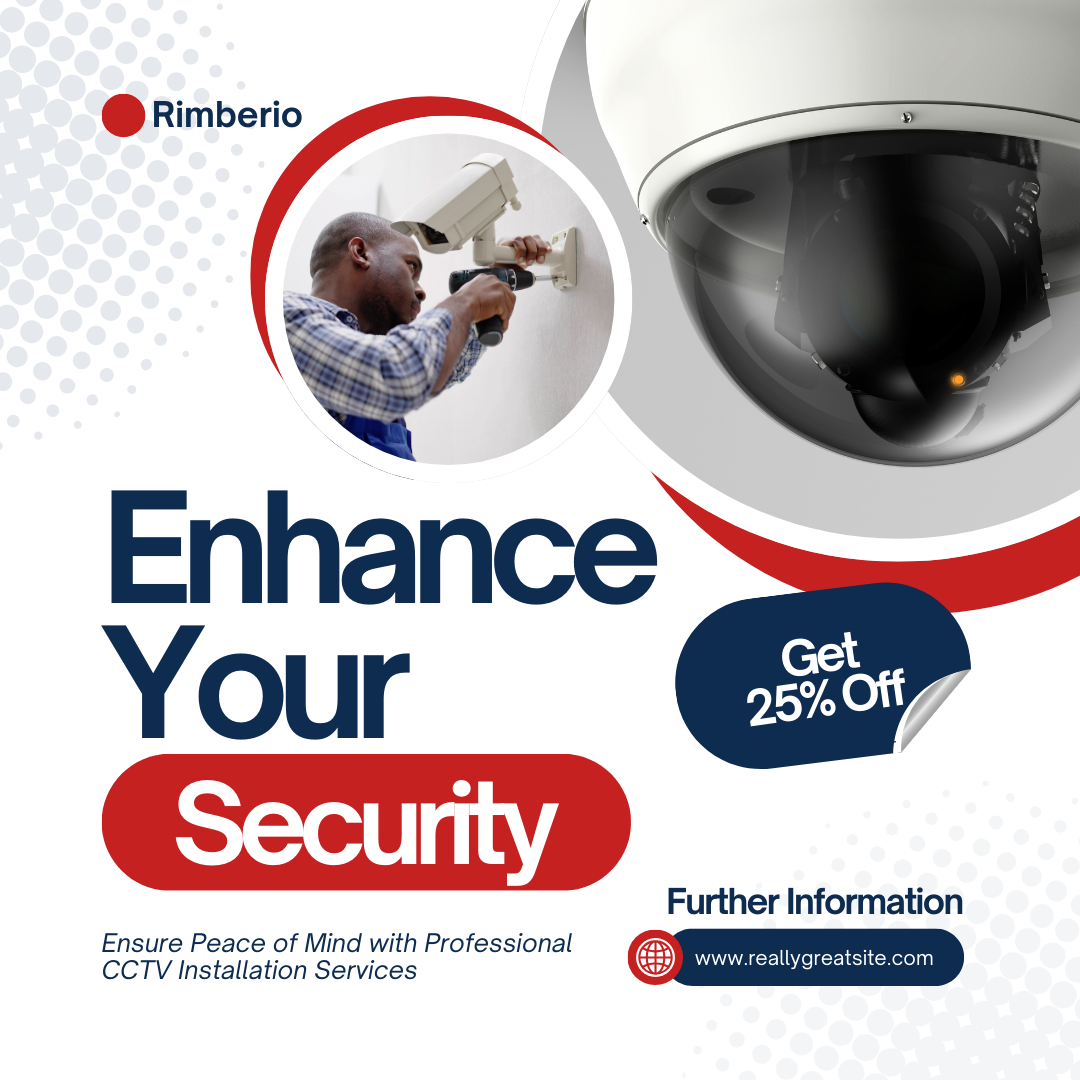 Rimberio
Enhance
Your
Security
Get
25% Off
Ensure Peace of Mind with Professional
CCTV Installation Services
Further Information
www.reallygreatsite.com